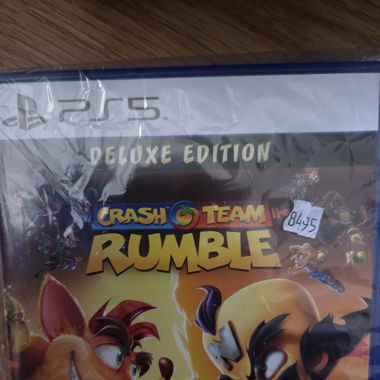 PS5
DELUXE EDITION
CRASH TEAM
RUMBLE
84,95